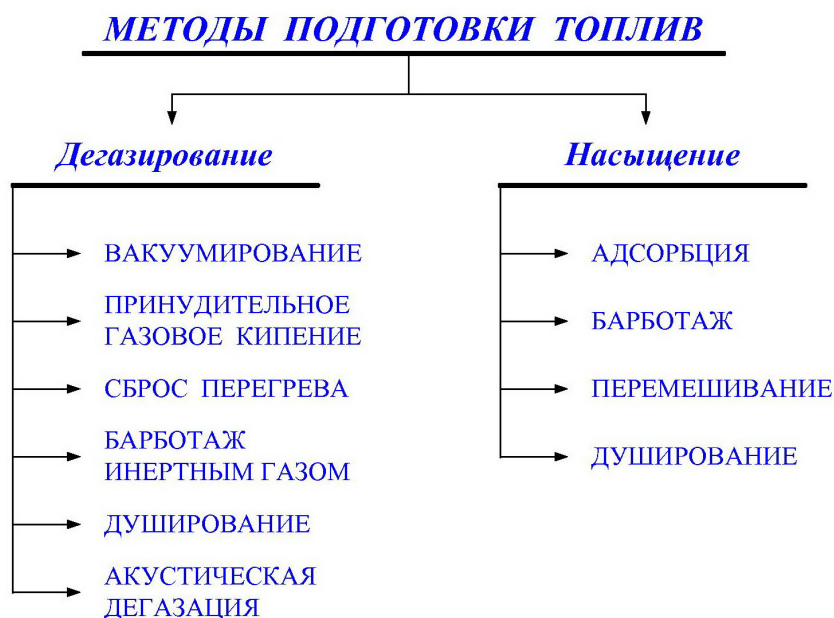 МЕТОДЫ ПОДГОТОВКИ ТОПЛИВ
Дегазирование
ВАКУУМИРОВАНИЕ
ПРИНУДИТЕЛЬНОЕ
ГАЗОВОЕ КИПЕНИЕ
СБРОС ПЕРЕГРЕВА
БАРБОТАЖ
ИНЕРТНЫМ ГАЗОМ
ДУШИРОВАНИЕ
АКУСТИЧЕСКАЯ
ДЕГАЗАЦИЯ
Насыщение
АДСОРБЦИЯ
БАРБОТАЖ
ПЕРЕМЕШИВАНИЕ
ДУШИРОВАНИЕ